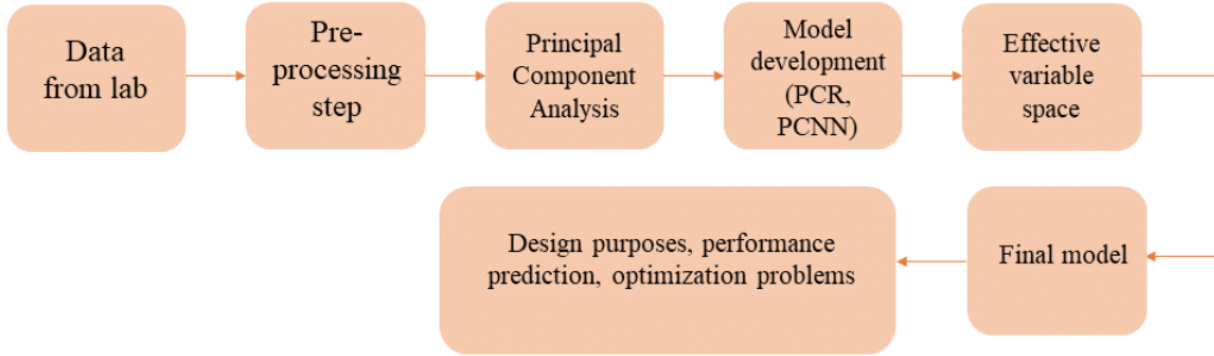 Data
from lab
Pre-
processing
step
Principal
Component
Analysis
Model
development
(PCR,
PCNN)
Effective
variable
space
Final model
Design purposes, performance
prediction, optimization problems